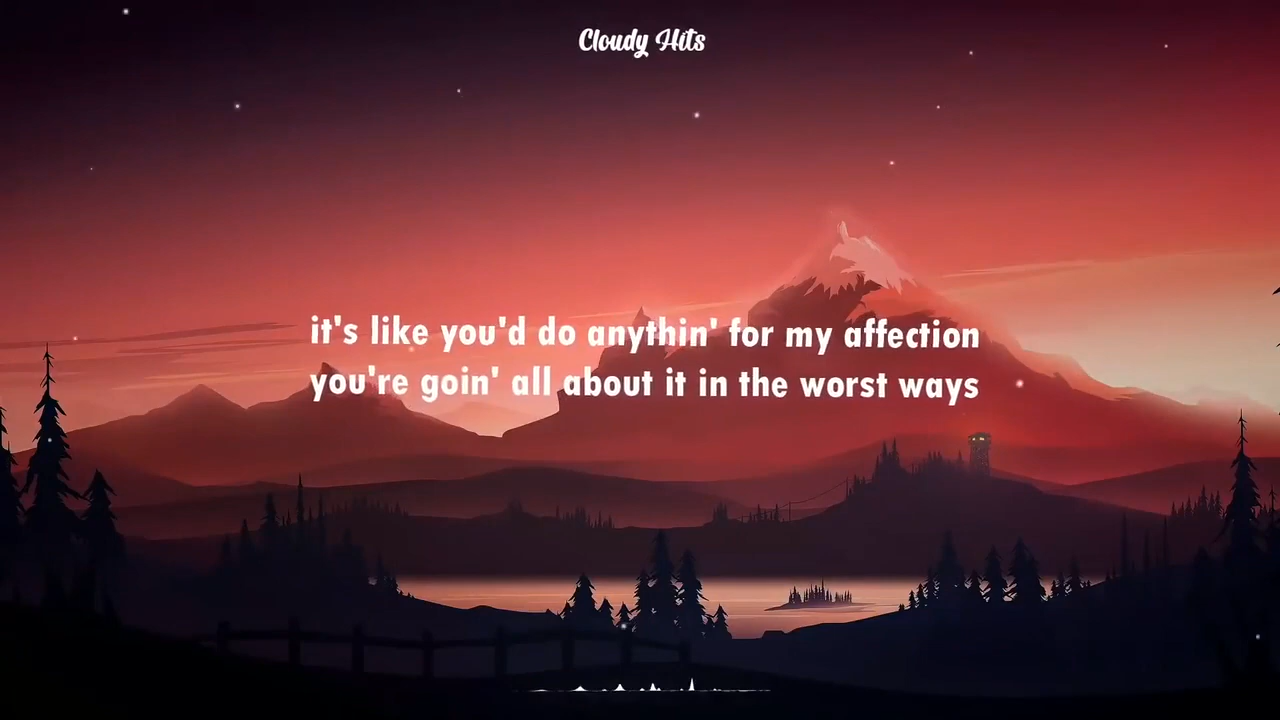 Cloudy Hits
it's like you'd do anythin' for my affection
you're goin' all about it in the worst ways